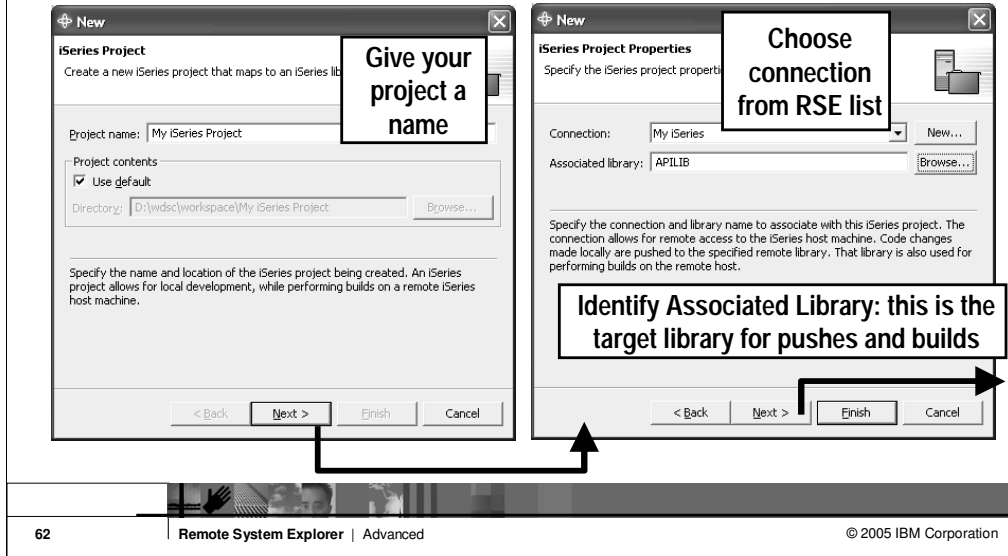 New
iSeries Project
Create a new iSeries project that maps to an iSeries lib
Give your
project a
name
Project name: My iSeries Project
Project contents
Use default
Directory: D:\wdsc\workspace\My iSeries Project Browse...
Specify the name and location of the iSeries project being created. An iSeries
project allows for local development, while performing builds on a remote iSeries
host machine.
< Back Next > Finish Cancel
New
iSeries Project Properties
Specify the iSeries project properti
Choose
connection
from RSE list
Connection: My iSeries New...
Associated library: APILIB Browse...
Specify the connection and library name to associate with this iSeries project. The
connection allows for remote access to the iSeries host machine. Code changes
made locally are pushed to the specified remote library. That library is also used for
performing builds on the remote host.
Identify Associated Library: this is the
target library for pushes and builds
< Back Next > Finish Cancel
62 Remote System Explorer | Advanced © 2005 IBM Corporation